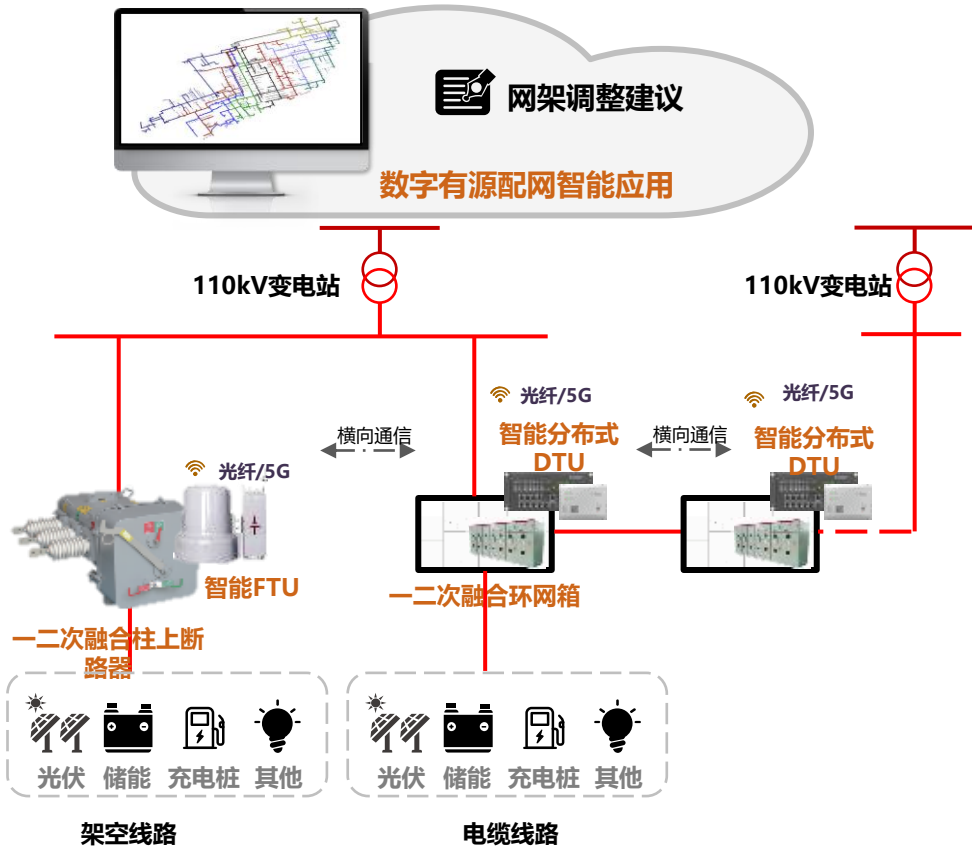 网架调整建议
数字有源配网智能应用
110kV变电站
110kV变电站
光纤/5G
光纤/5G
横向通信
智能分布式
DTU
横向通信
智能分布式
DTU
光纤/5G
智能FTU
一二次融合环网箱
一二次融合柱上断
路器
光伏 储能 充电桩 其他
光伏 储能 充电桩 其他
架空线路
电缆线路